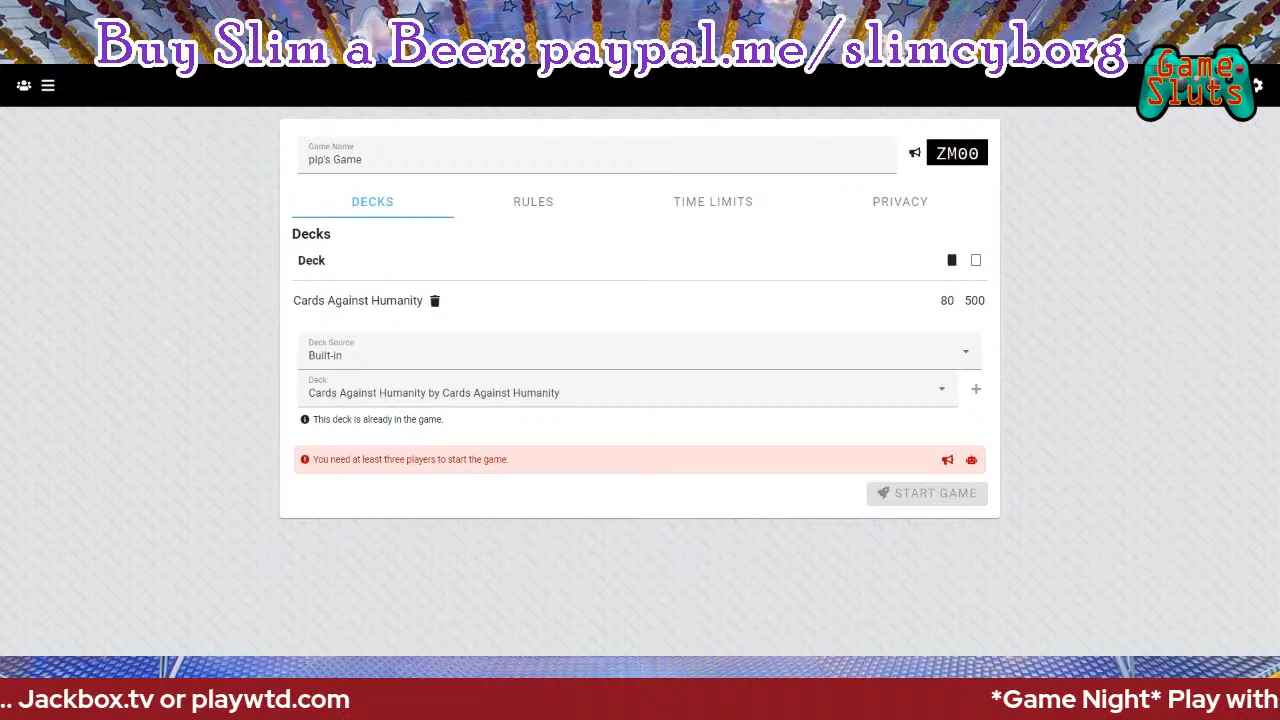 Buy Slim a Beer: paypal.me/slimcyborg
Game-
Sluts
Game Name
pip's Game
ZM00
DECKS
RULES
TIME LIMITS
PRIVACY
Decks
Deck
Cards Against Humanity
80 500
Deck Source
Built-in
Deck
Cards Against Humanity by Cards Against Humanity
This deck is already in the game.
You need at least three players to start the game.
START GAME
.. Jackbox.tv or playwtd.com
*Game Night* Play with